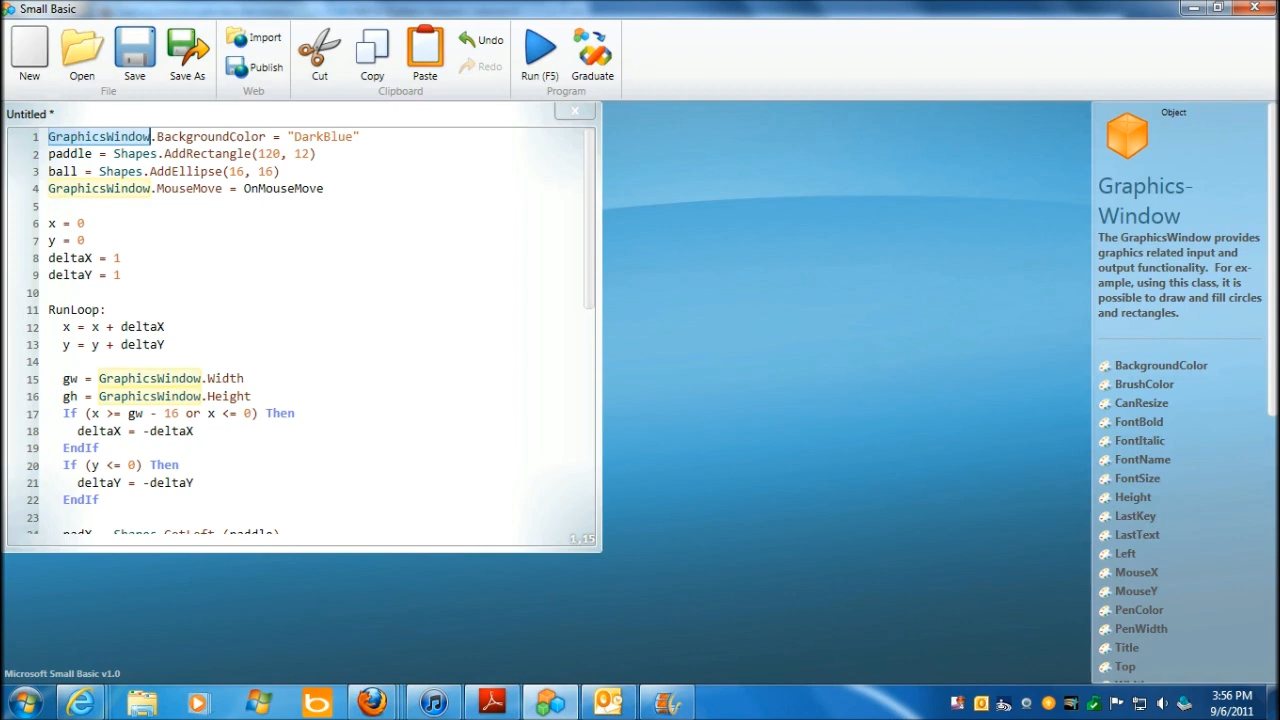 Small Basic
New
Open
Save
Save As
Import
Publish
Cut
Copy
Paste
Undo
Redo
Run (F5)
Graduate
File
Web
Clipboard
Program
Untitled *
1 GraphicsWindow.BackgroundColor = "DarkBlue"
2 paddle = Shapes.AddRectangle(120, 12)
3 ball = Shapes.AddEllipse(16, 16)
4 GraphicsWindow.MouseMove = OnMouseMove
5
6 x = 0
7 y = 0
8 deltaX = 1
9 deltaY = 1
10
11 RunLoop:
12 x = x + deltaX
13 y = y + deltaY
14
15 gw = GraphicsWindow.Width
16 gh = GraphicsWindow.Height
17 If (x >= gw - 16 or x <= 0) Then
18 deltaX = -deltaX
19 EndIf
20 If (y <= 0) Then
21 deltaY = -deltaY
22 EndIf
23
24 padX = Shapes.GetLeft (paddle)
1,15
Object
Graphics-
Window
The GraphicsWindow provides
graphics related input and
output functionality. For ex-
ample, using this class, it is
possible to draw and fill circles
and rectangles.
BackgroundColor
BrushColor
CanResize
FontBold
FontItalic
FontName
FontSize
Height
LastKey
LastText
Left
MouseX
MouseY
PenColor
PenWidth
Title
Top
Microsoft Small Basic v1.0
3:56 PM
9/6/2011